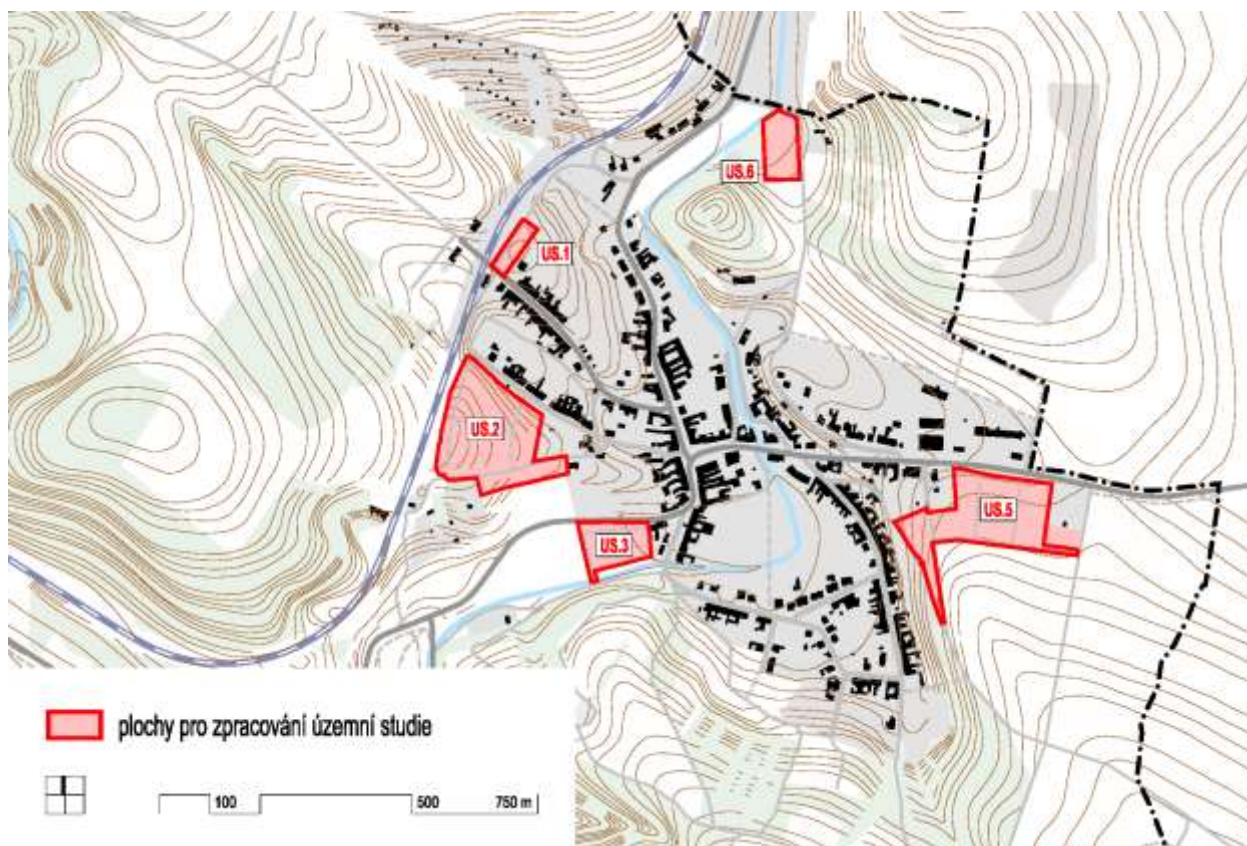 US.6
US.1
US.2
US.5
US.3
plochy pro zpracování územní studie
100 500 750 m